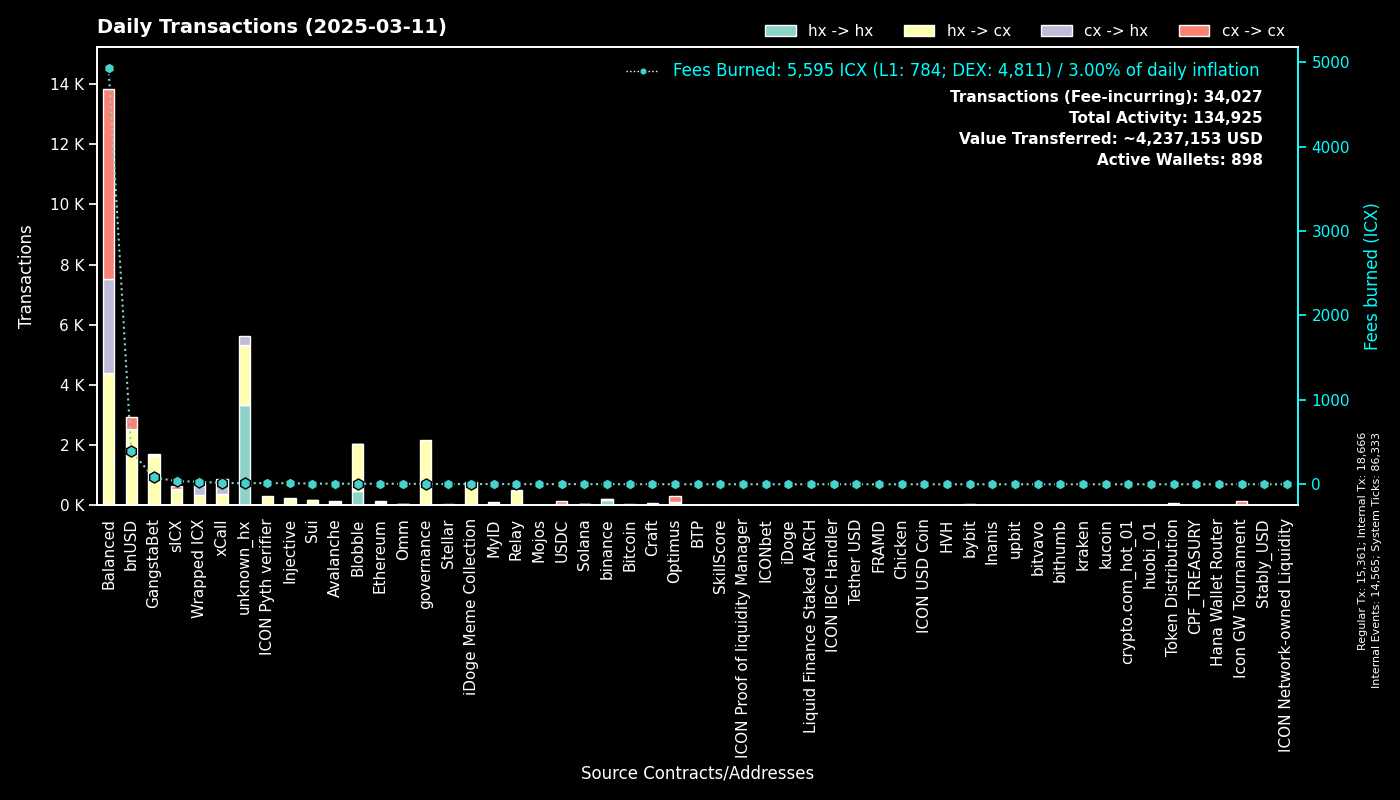 Daily Transactions (2025-03-11)
hx -> hx
hx -> cx
cx -> hx
cx -> cx
Fees Burned: 5,595 ICX (L1: 784; DEX: 4,811) / 3.00% of daily inflation
Transactions (Fee-incurring): 34,027
Total Activity: 134,925
Value Transferred: ~4,237,153 USD
Active Wallets: 898
Transactions
14 K
12 K
10 K
8 K
6 K
4 K
2 K
0 K
5000
4000
3000
2000
1000
0
Fees burned (ICX)
Regular Tx: 15,361; Internal Tx: 18,666
Internal Events: 14,565; System Ticks: 86,333
Balanced
bnUSD
GangstaBet
sICX
Wrapped ICX
xCall
unknown_hx
ICON Pyth verifier
Injective
Sui
Avalanche
Blobble
Ethereum
Omm
governance
Stellar
iDoge Meme Collection
MyID
Relay
Mojos
USDC
Solana
binance
Bitcoin
Craft
Optimus
BTP
SkillScore
ICON Proof of liquidity Manager
ICONbet
iDoge
Liquid Finance Staked ARCH
ICON IBC Handler
Tether USD
FRAMD
Chicken
ICON USD Coin
HVH
bybit
Inanis
upbit
bitvavo
bithumb
kraken
kucoin
crypto.com_hot_01
huobi_01
Token Distribution
CPF_TREASURY
Hana Wallet Router
Icon GW Tournament
Stably_USD
ICON Network-owned Liquidity
Source Contracts/Addresses